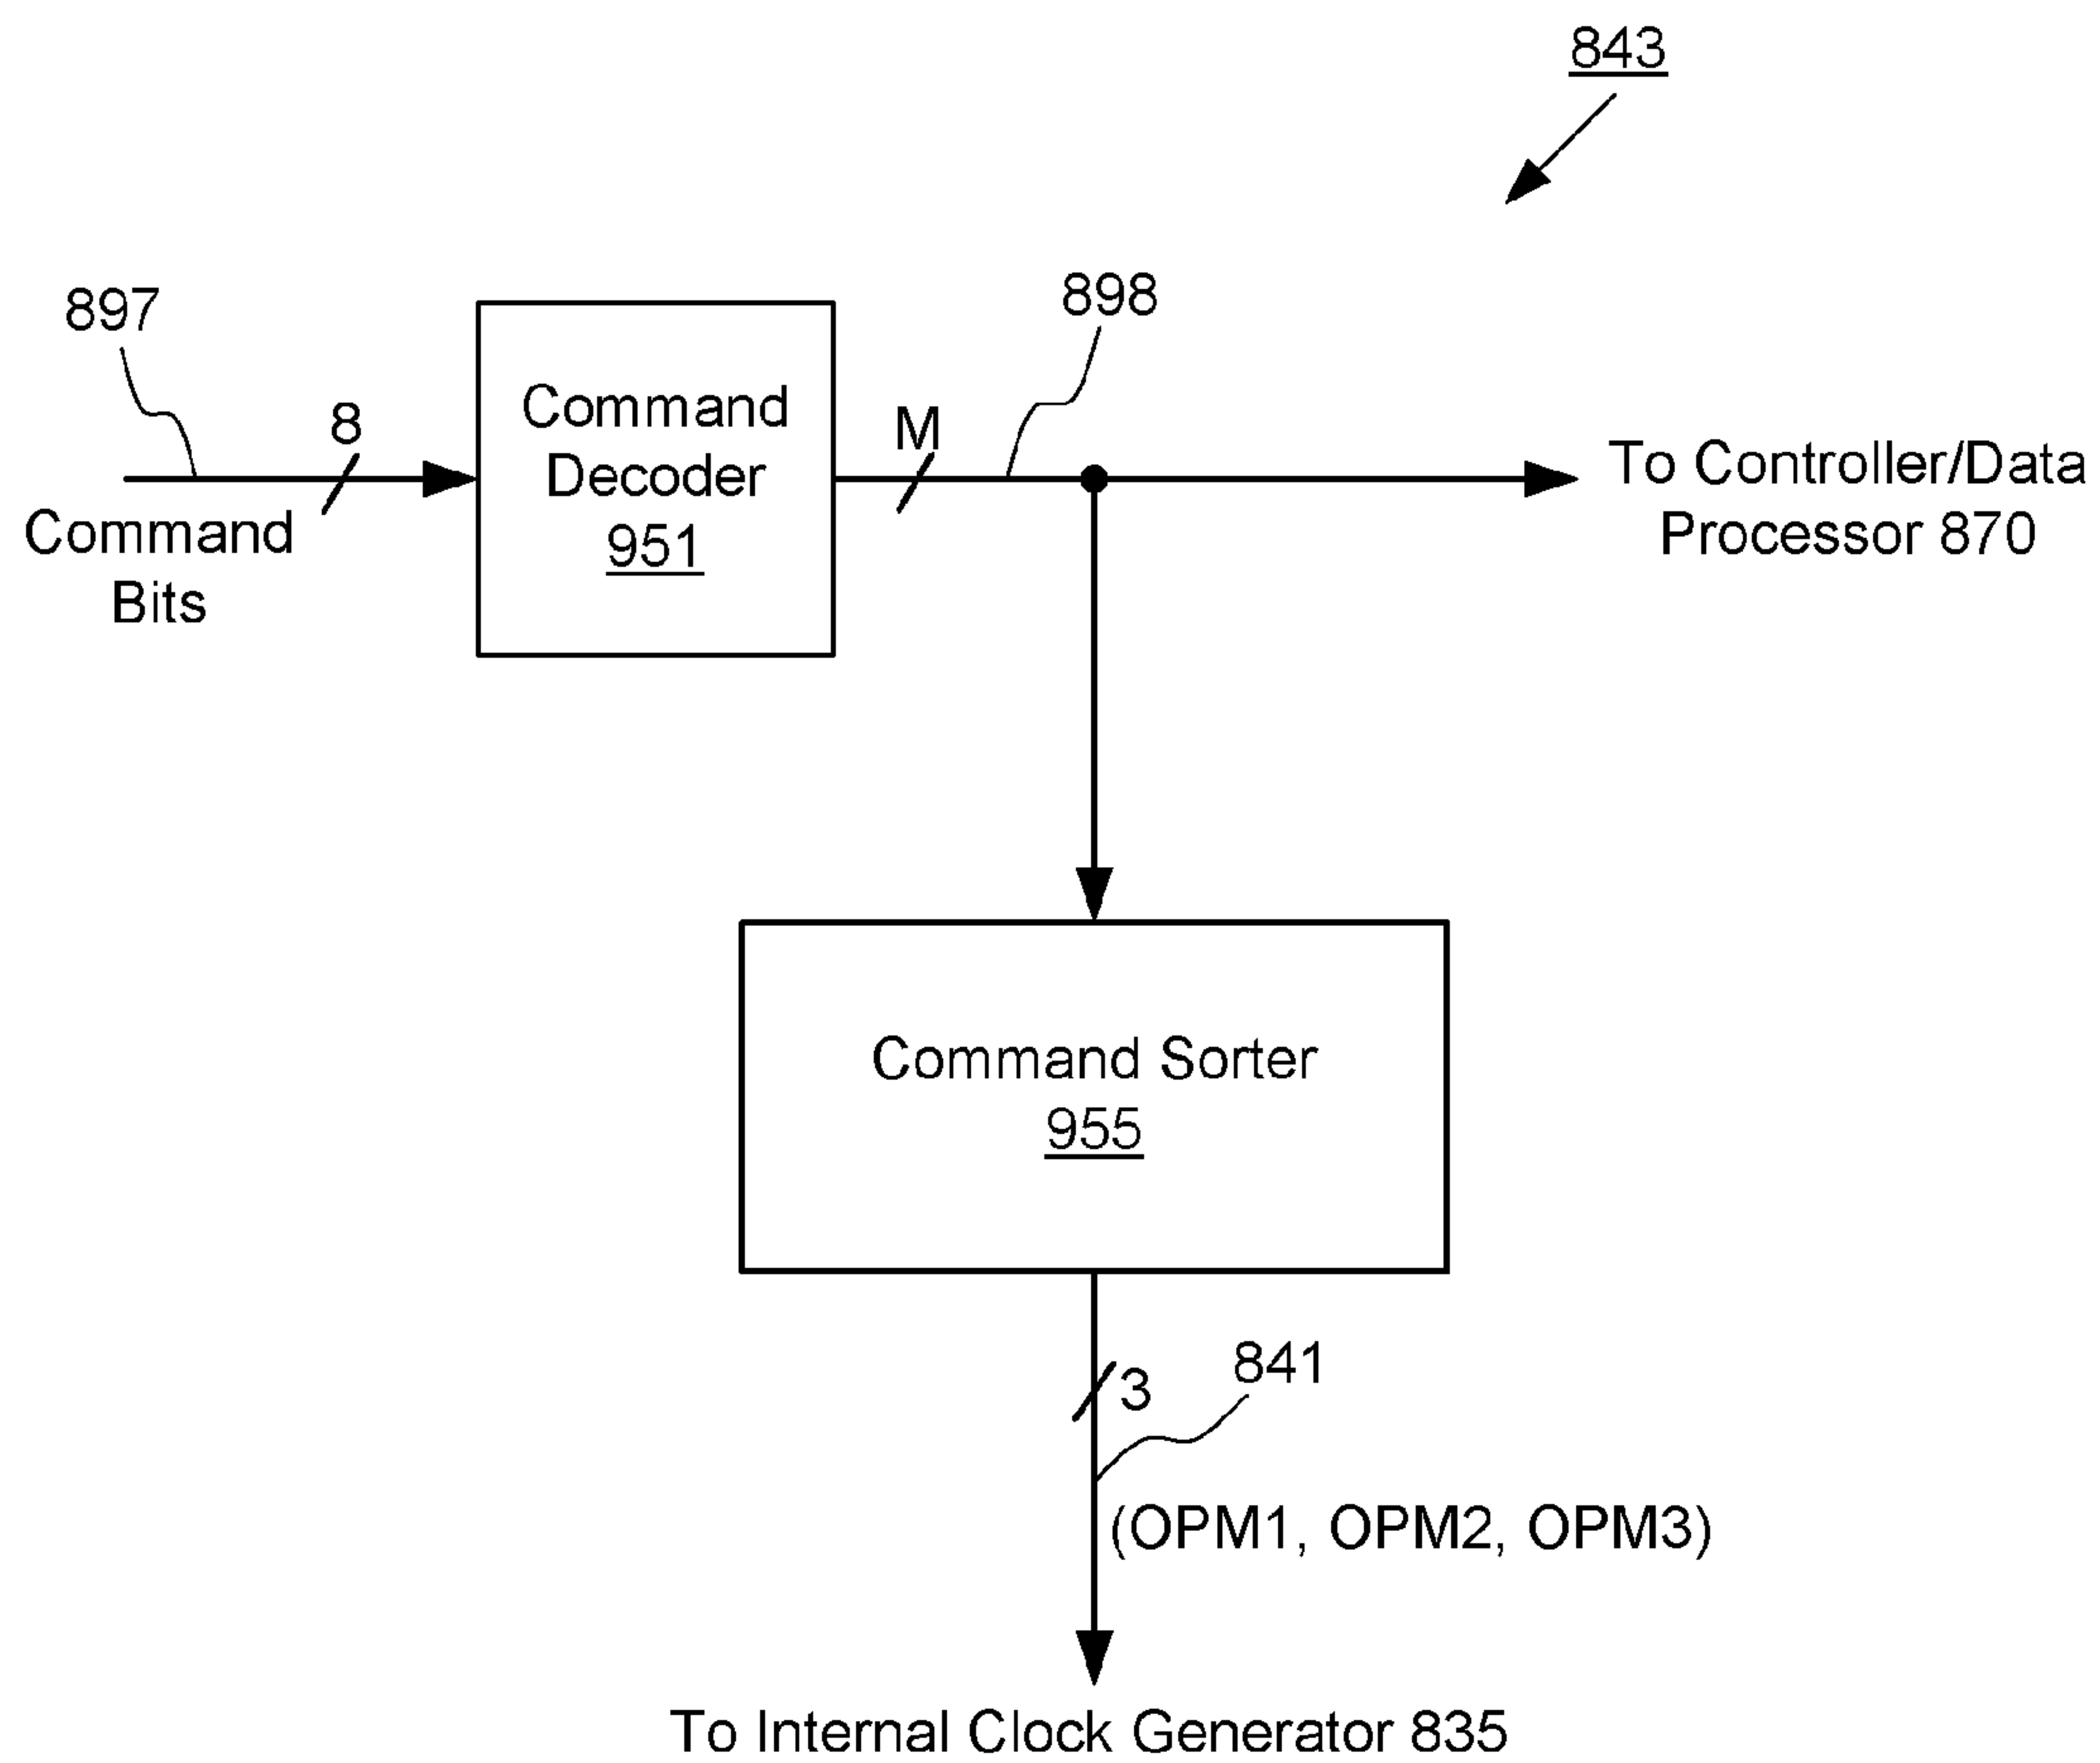 843
897
898
8
M
Command
Decoder
951
Command
Bits
To Controller/Data
Processor 870
Command Sorter
955
3
841
(OPM1, OPM2, OPM3)
To Internal Clock Generator 835